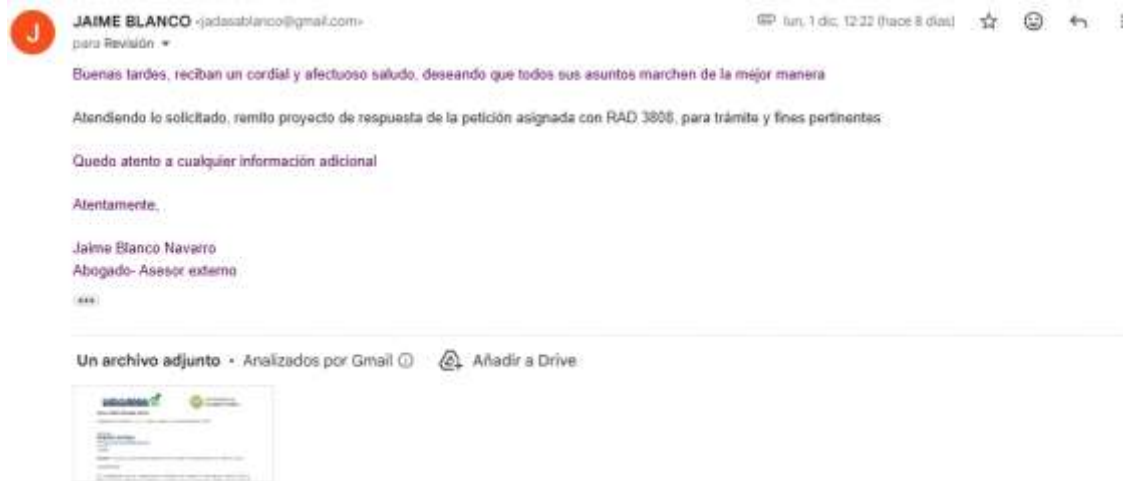 J
JAIME BLANCO <jadasablanco@gmail.com> lun, 1 dic, 12:22 (hace 8 días)
para Revisión
Buenas tardes, reciban un cordial y afectuoso saludo, deseando que todos sus asuntos marchen de la mejor manera
Atendiendo lo solicitado, remito proyecto de respuesta de la petición asignada con RAD 3808, para trámite y fines pertinentes
Quedo atento a cualquier información adicional
Atentamente,
Jaime Blanco Navarro
Abogado- Asesor externo
Un archivo adjunto • Analizados por Gmail Añadir a Drive